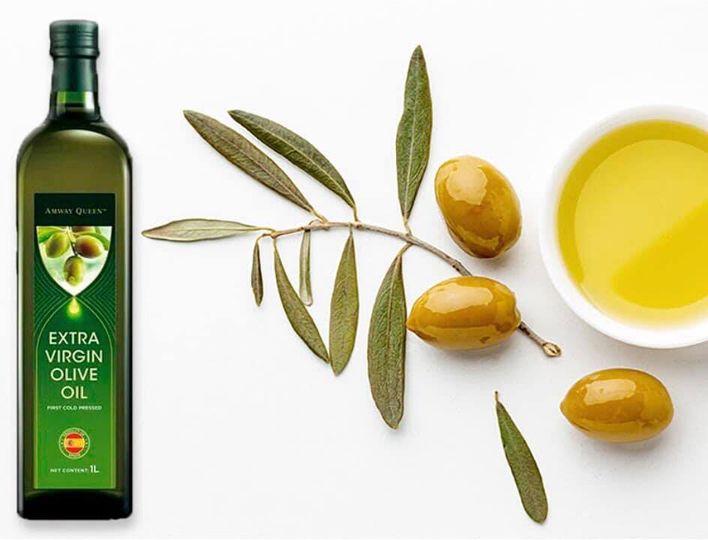 AMWAY QUEEN™
EXTRA
VIRGIN
OLIVE
OIL
FIRST COLD PRESSED
NET CONTENT: 1L